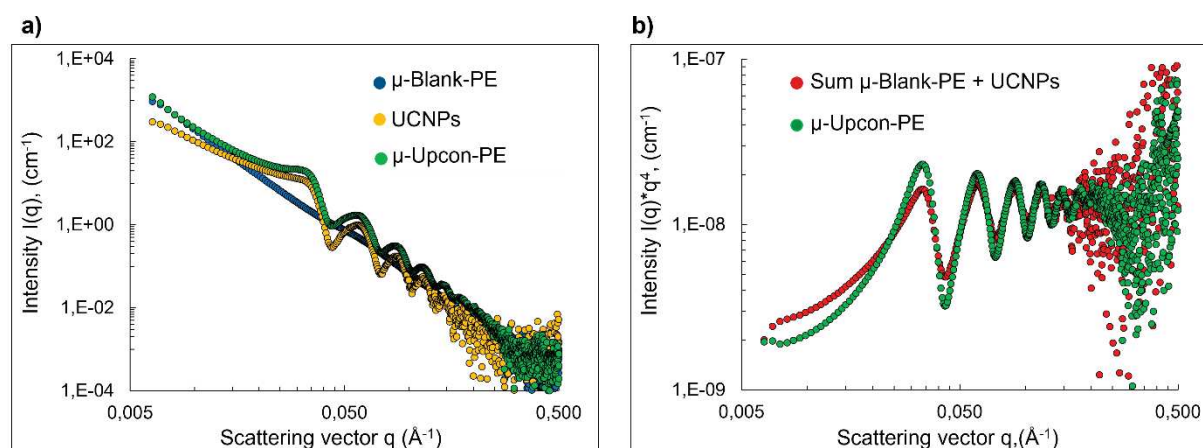 a)
1,E+04
1,E+02
1,E+00
1,E-02
1,E-04
Intensity I(q), (cm⁻¹)
μ-Blank-PE
UCNPs
μ-Upcon-PE
0,005
0,050
0,500
Scattering vector q (Å⁻¹)
b)
1,E-07
1,E-08
1,E-09
Intensity I(q)*q⁴, (cm⁻¹)
Sum μ-Blank-PE + UCNPs
μ-Upcon-PE
0,005
0,050
0,500
Scattering vector q,(Å⁻¹)